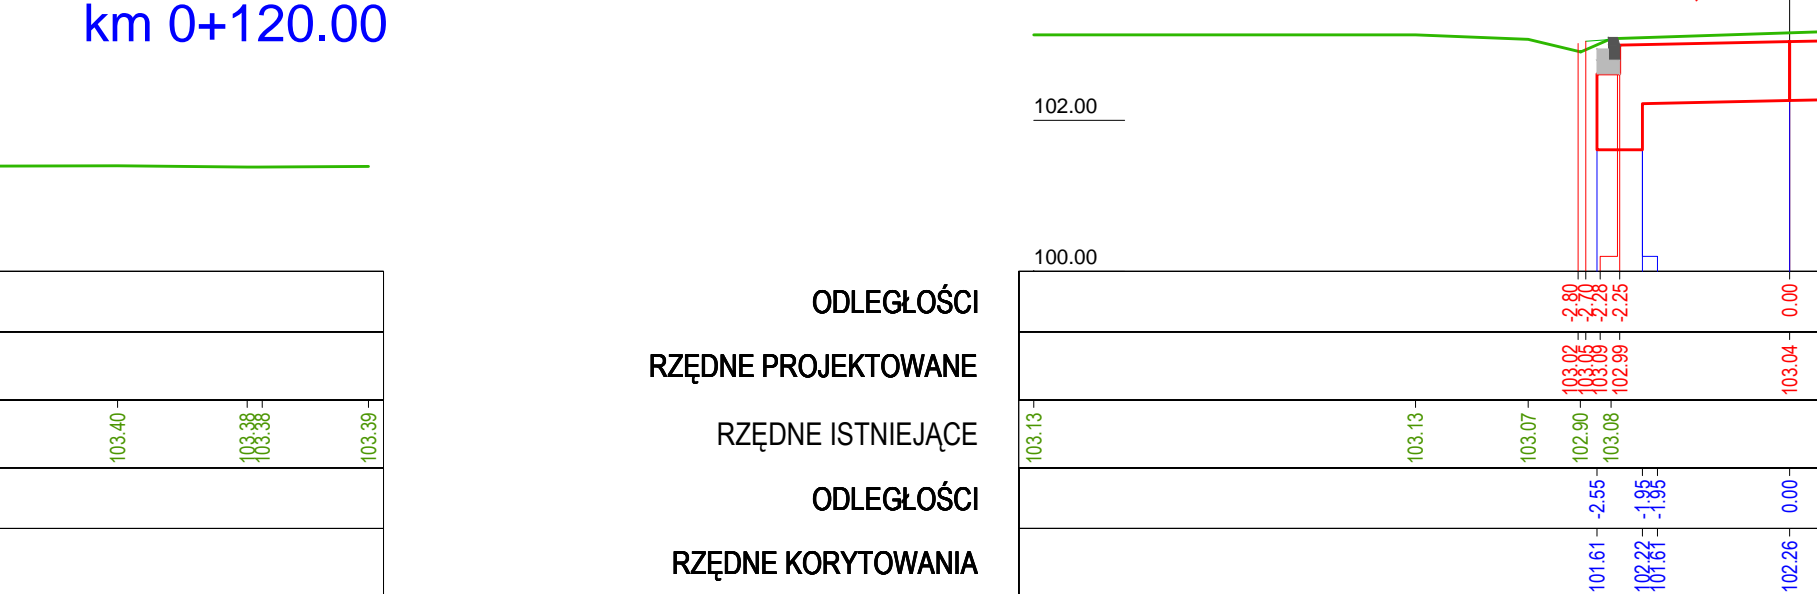 km 0+120.00
102.00
100.00
ODLEGŁOŚCI
-2.80 -2.70 -2.28 -2.25 0.00
RZĘDNE PROJEKTOWANE
103.02 103.05 103.09 102.99 103.04
103.40 103.38 103.38 103.39
RZĘDNE ISTNIEJĄCE
103.13 103.13 103.07 102.90 103.08
ODLEGŁOŚCI
-2.55 -1.95 -1.95 0.00
RZĘDNE KORYTOWANIA
101.61 102.22 101.61 102.26